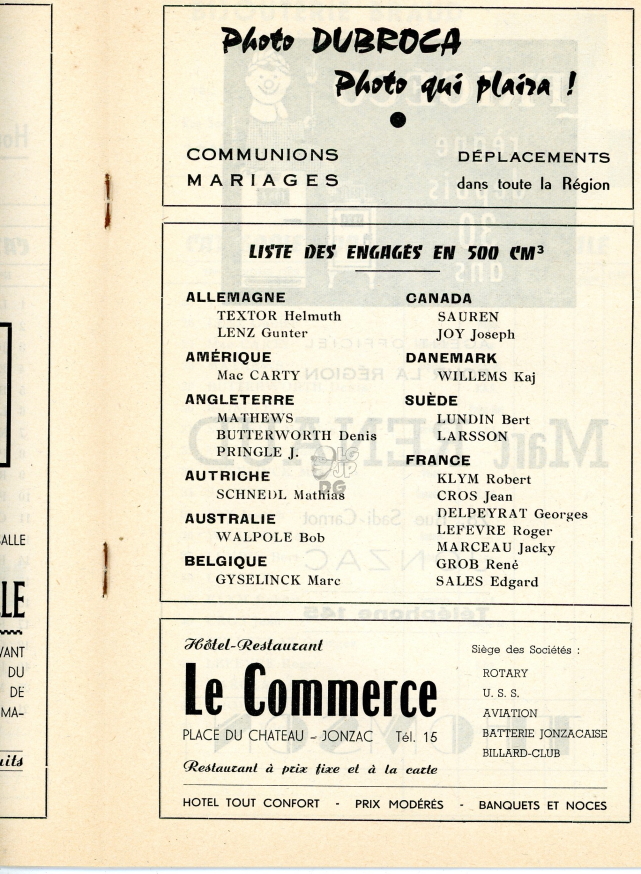 Photo DUBROCA
Photo qui plaira !
COMMUNIONS
MARIAGES
DÉPLACEMENTS
dans toute la Région
LISTE DES ENGAGÉS EN 500 CM³
ALLEMAGNE
TEXTOR Helmuth
LENZ Gunter
AMÉRIQUE
Mac CARTY
ANGLETERRE
MATHEWS
BUTTERWORTH Denis
PRINGLE J.
AUTRICHE
SCHNEDL Mathias
AUSTRALIE
WALPOLE Bob
BELGIQUE
GYSELINCK Marc
CANADA
SAUREN
JOY Joseph
DANEMARK
WILLEMS Kaj
SUÈDE
LUNDIN Bert
LARSSON
FRANCE
KLYM Robert
CROS Jean
DELPEYRAT Georges
LEFEVRE Roger
MARCEAU Jacky
GROB René
SALES Edgard
Hôtel-Restaurant
Le Commerce
PLACE DU CHATEAU – JONZAC Tél. 15
Restaurant à prix fixe et à la carte
Siège des Sociétés :
ROTARY
U. S. S.
AVIATION
BATTERIE JONZACAISE
BILLARD-CLUB
HOTEL TOUT CONFORT - PRIX MODÉRÉS - BANQUETS ET NOCES
DU
DE